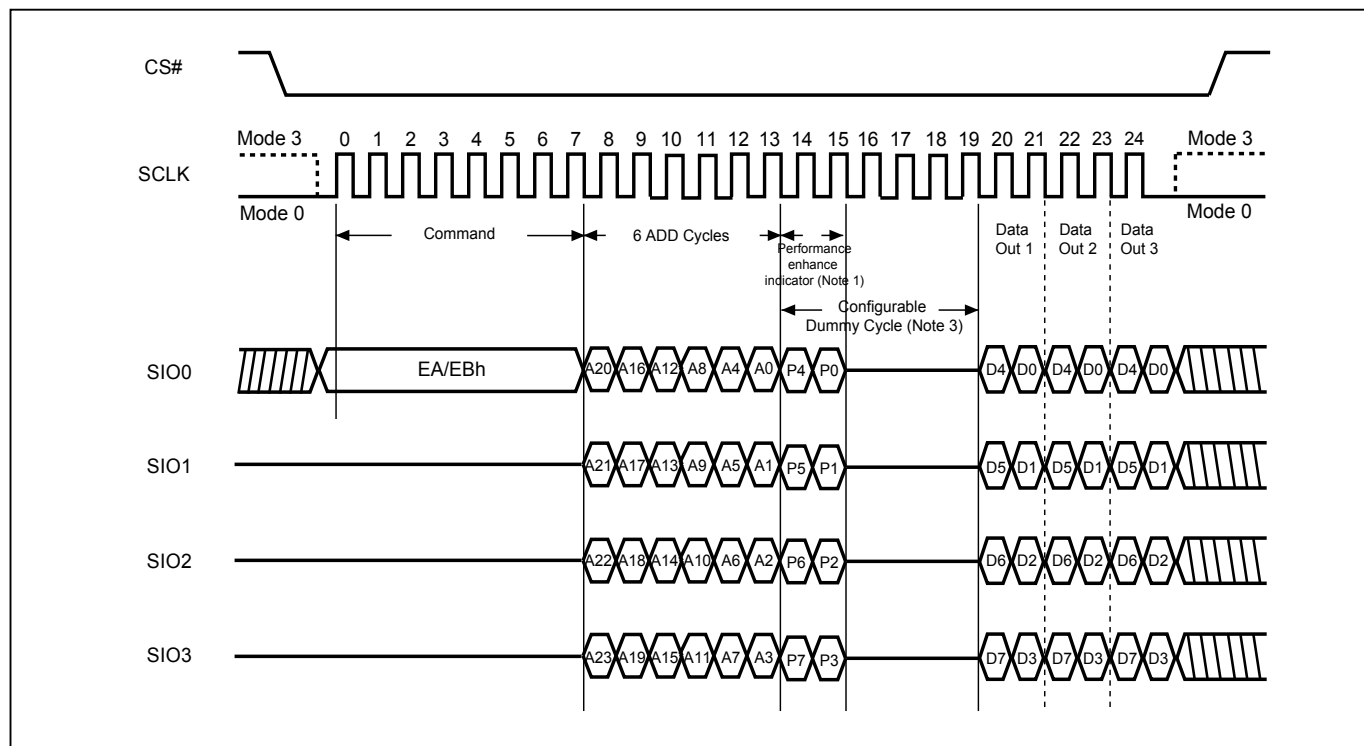 CS#
Mode 3
0 1 2 3 4 5 6 7 8 9 10 11 12 13 14 15 16 17 18 19 20 21 22 23 24
Mode 3
SCLK
Mode 0
Mode 0
Command
6 ADD Cycles
Performance
enhance
indicator (Note 1)
Data
Out 1
Data
Out 2
Data
Out 3
Configurable
Dummy Cycle (Note 3)
SIO0
EA/EBh
A20 A16 A12 A8 A4 A0 P4 P0 D4 D0 D4 D0 D4 D0
SIO1
A21 A17 A13 A9 A5 A1 P5 P1 D5 D1 D5 D1 D5 D1
SIO2
A22 A18 A14 A10 A6 A2 P6 P2 D6 D2 D6 D2 D6 D2
SIO3
A23 A19 A15 A11 A7 A3 P7 P3 D7 D3 D7 D3 D7 D3